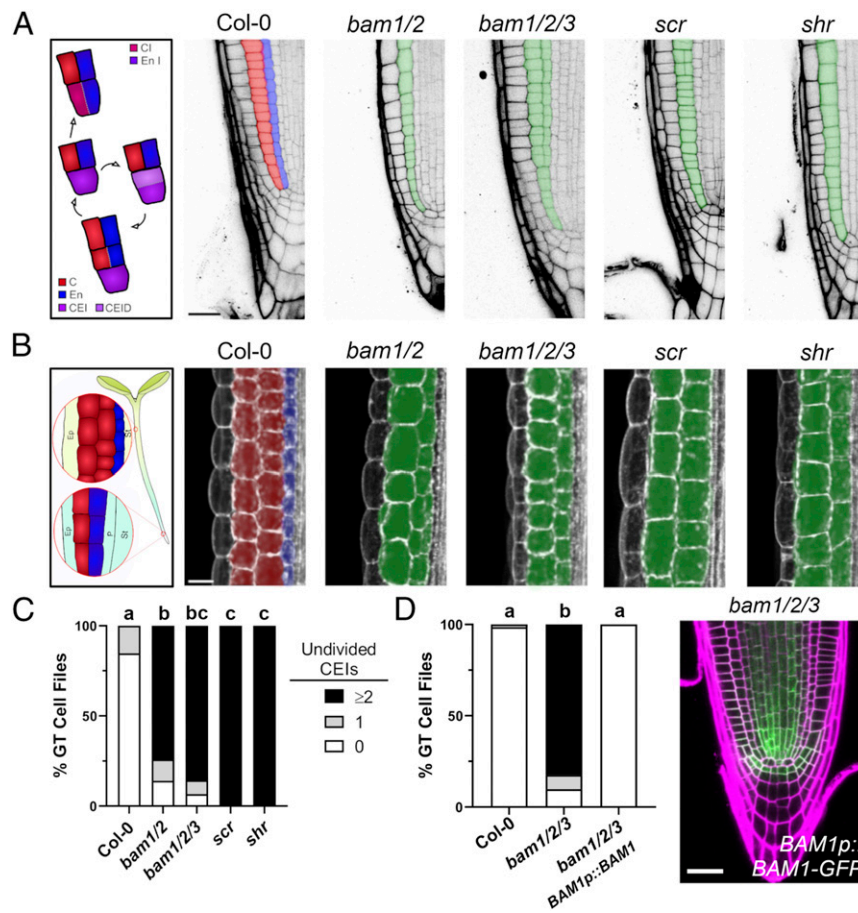 A
Col-0
bam1/2
bam1/2/3
scr
shr
CI
En I
C
En
CEI CEID
B
Col-0
bam1/2
bam1/2/3
scr
shr
Ep
St
Ep
P
St
C
a b bc c c
% GT Cell Files
100
50
0
Col-0
bam1/2
bam1/2/3
scr
shr
Undivided
CEIs
≥2
1
0
D
a b a
% GT Cell Files
100
50
0
Col-0
bam1/2/3
bam1/2/3
BAM1p::BAM1
bam1/2/3
BAM1p::
BAM1-GFP